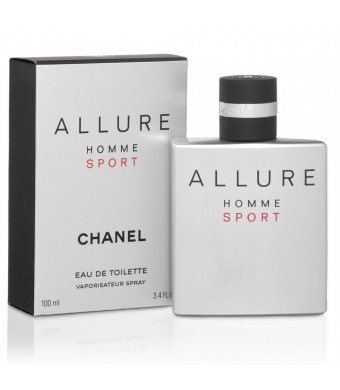 ALLURE
HOMME
SPORT
CHANEL
EAU DE TOILETTE
VAPORISATEUR SPRAY
100 ml
3.4 FL
ALLURE
HOMME
SPORT